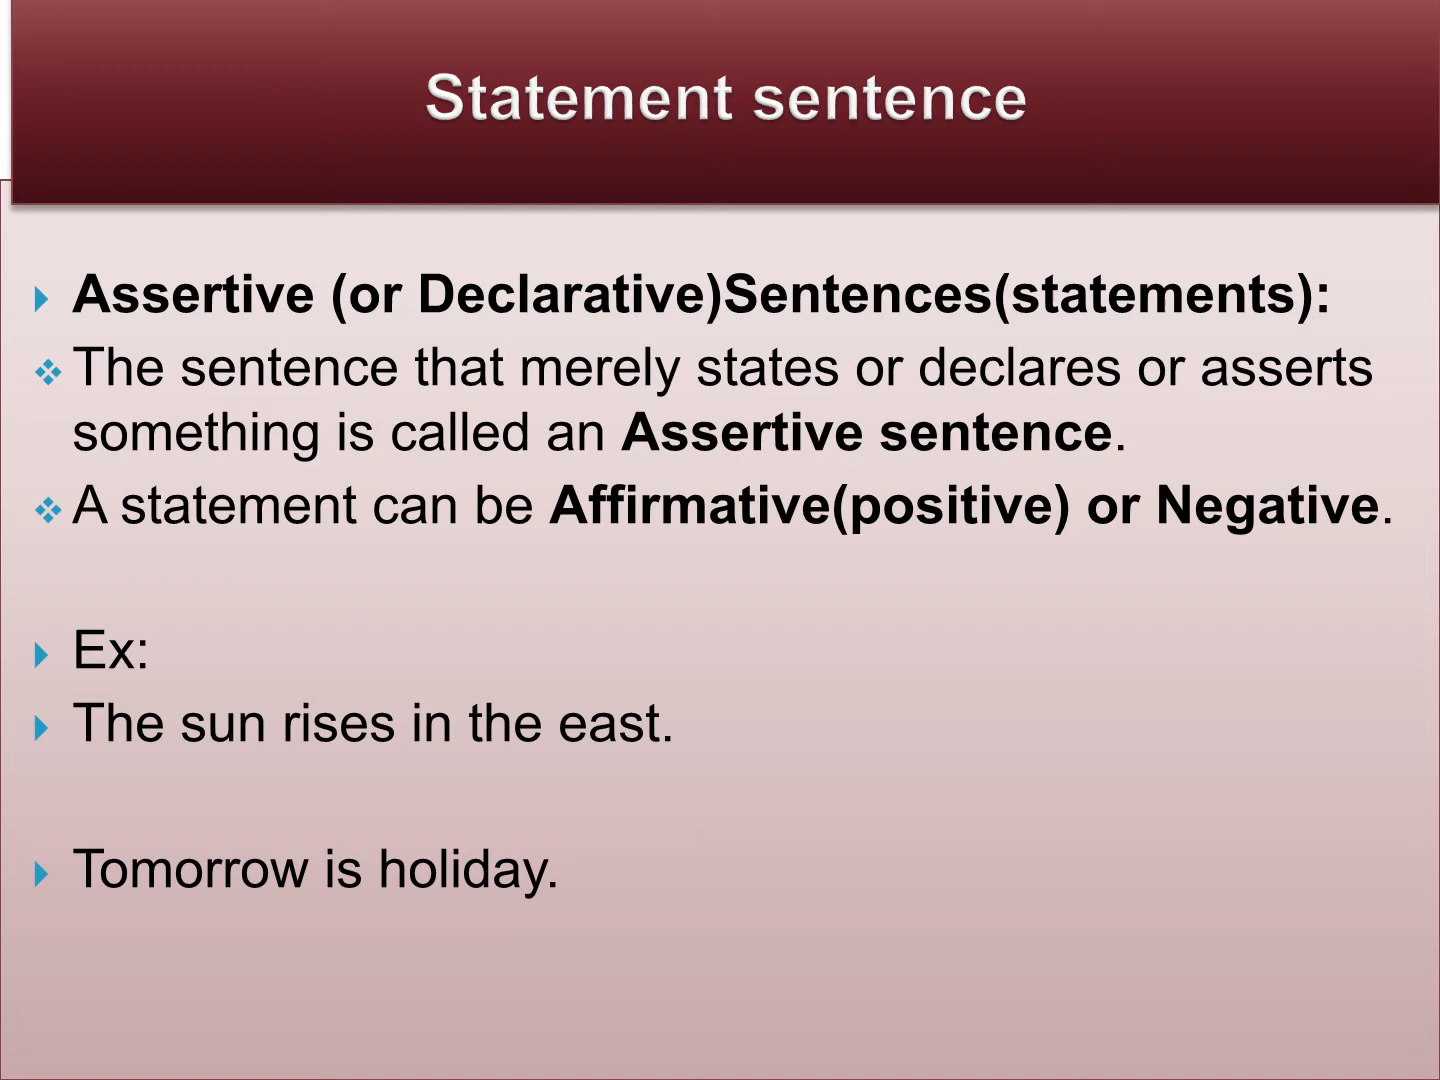 Statement sentence
Assertive (or Declarative)Sentences(statements):
The sentence that merely states or declares or asserts
something is called an Assertive sentence.
A statement can be Affirmative(positive) or Negative.
Ex:
The sun rises in the east.
Tomorrow is holiday.